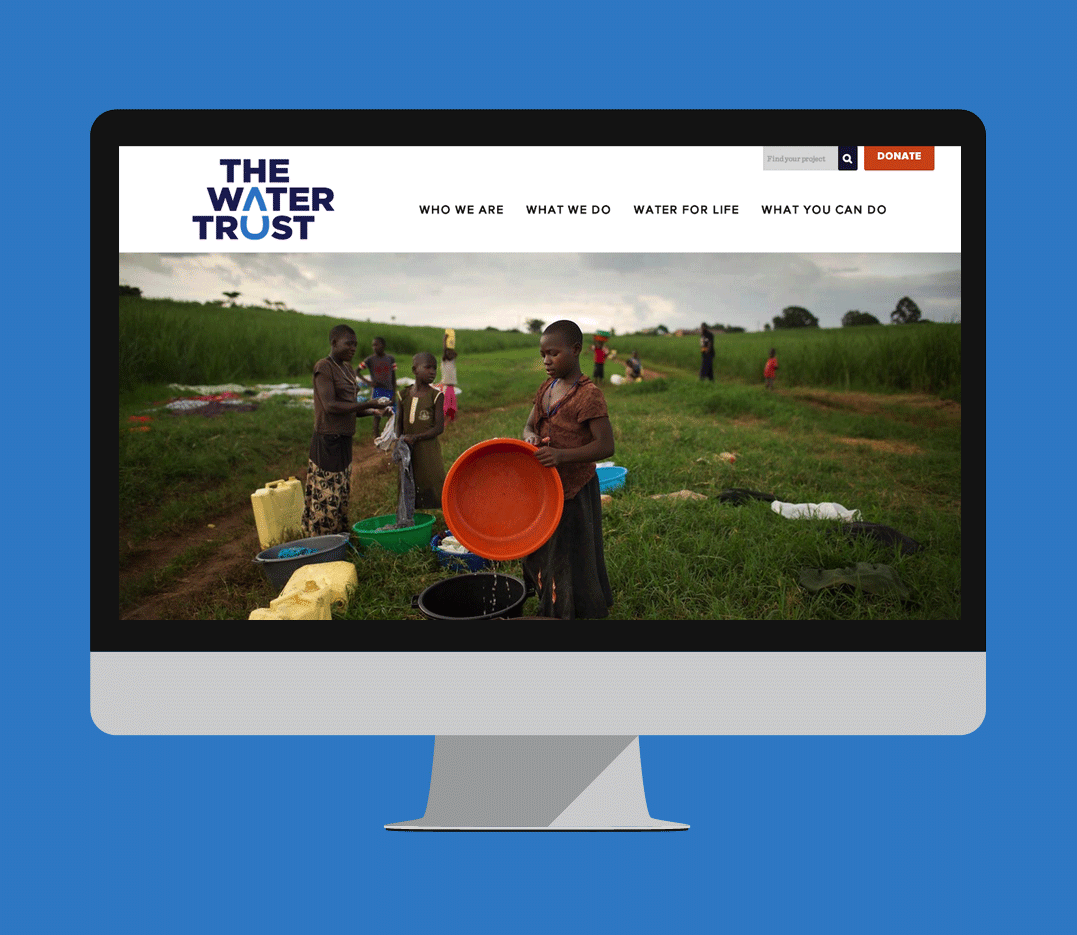 THE
WATER
TRUST
Find your project
DONATE
WHO WE ARE
WHAT WE DO
WATER FOR LIFE
WHAT YOU CAN DO